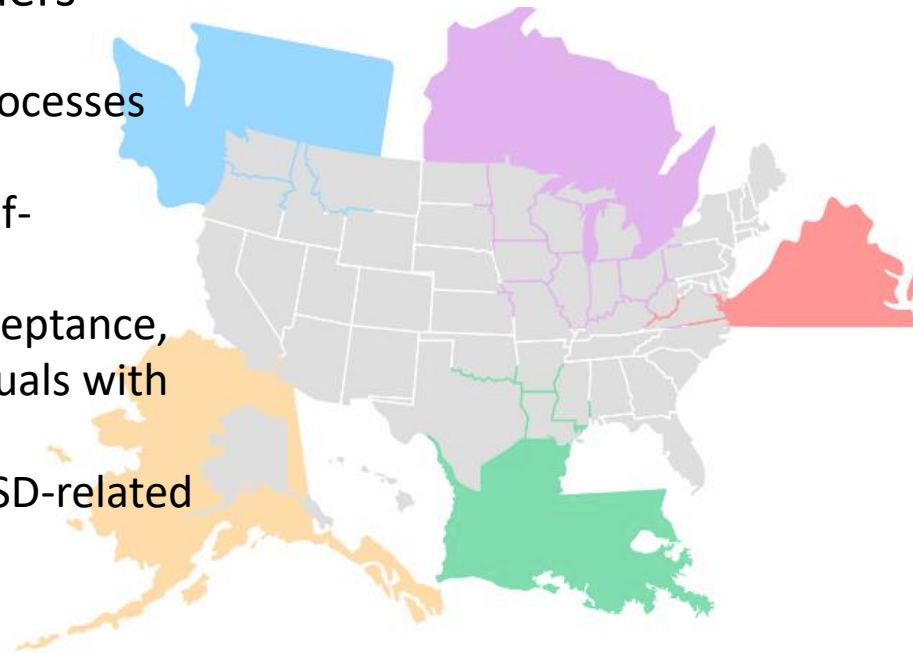 ocesses
f-
eptance,
uals with
SD-related